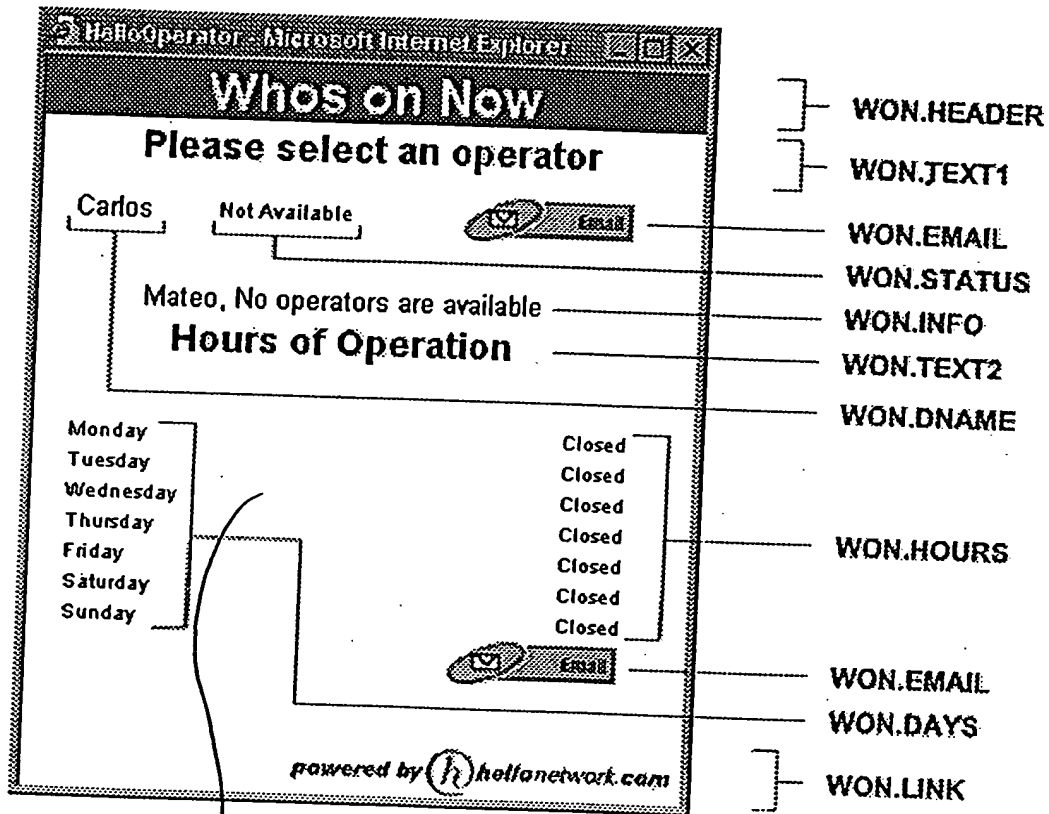 HelloOperator - Microsoft Internet Explorer
Whos on Now
WON.HEADER
Please select an operator
WON.TEXT1
Carlos Not Available Email
WON.EMAIL
WON.STATUS
Mateo, No operators are available
WON.INFO
Hours of Operation
WON.TEXT2
WON.DNAME
Monday Closed
Tuesday Closed
Wednesday Closed
Thursday Closed
Friday Closed
Saturday Closed
Sunday Closed
WON.HOURS
Email
WON.EMAIL
WON.DAYS
powered by h hellonetwork.com
WON.LINK